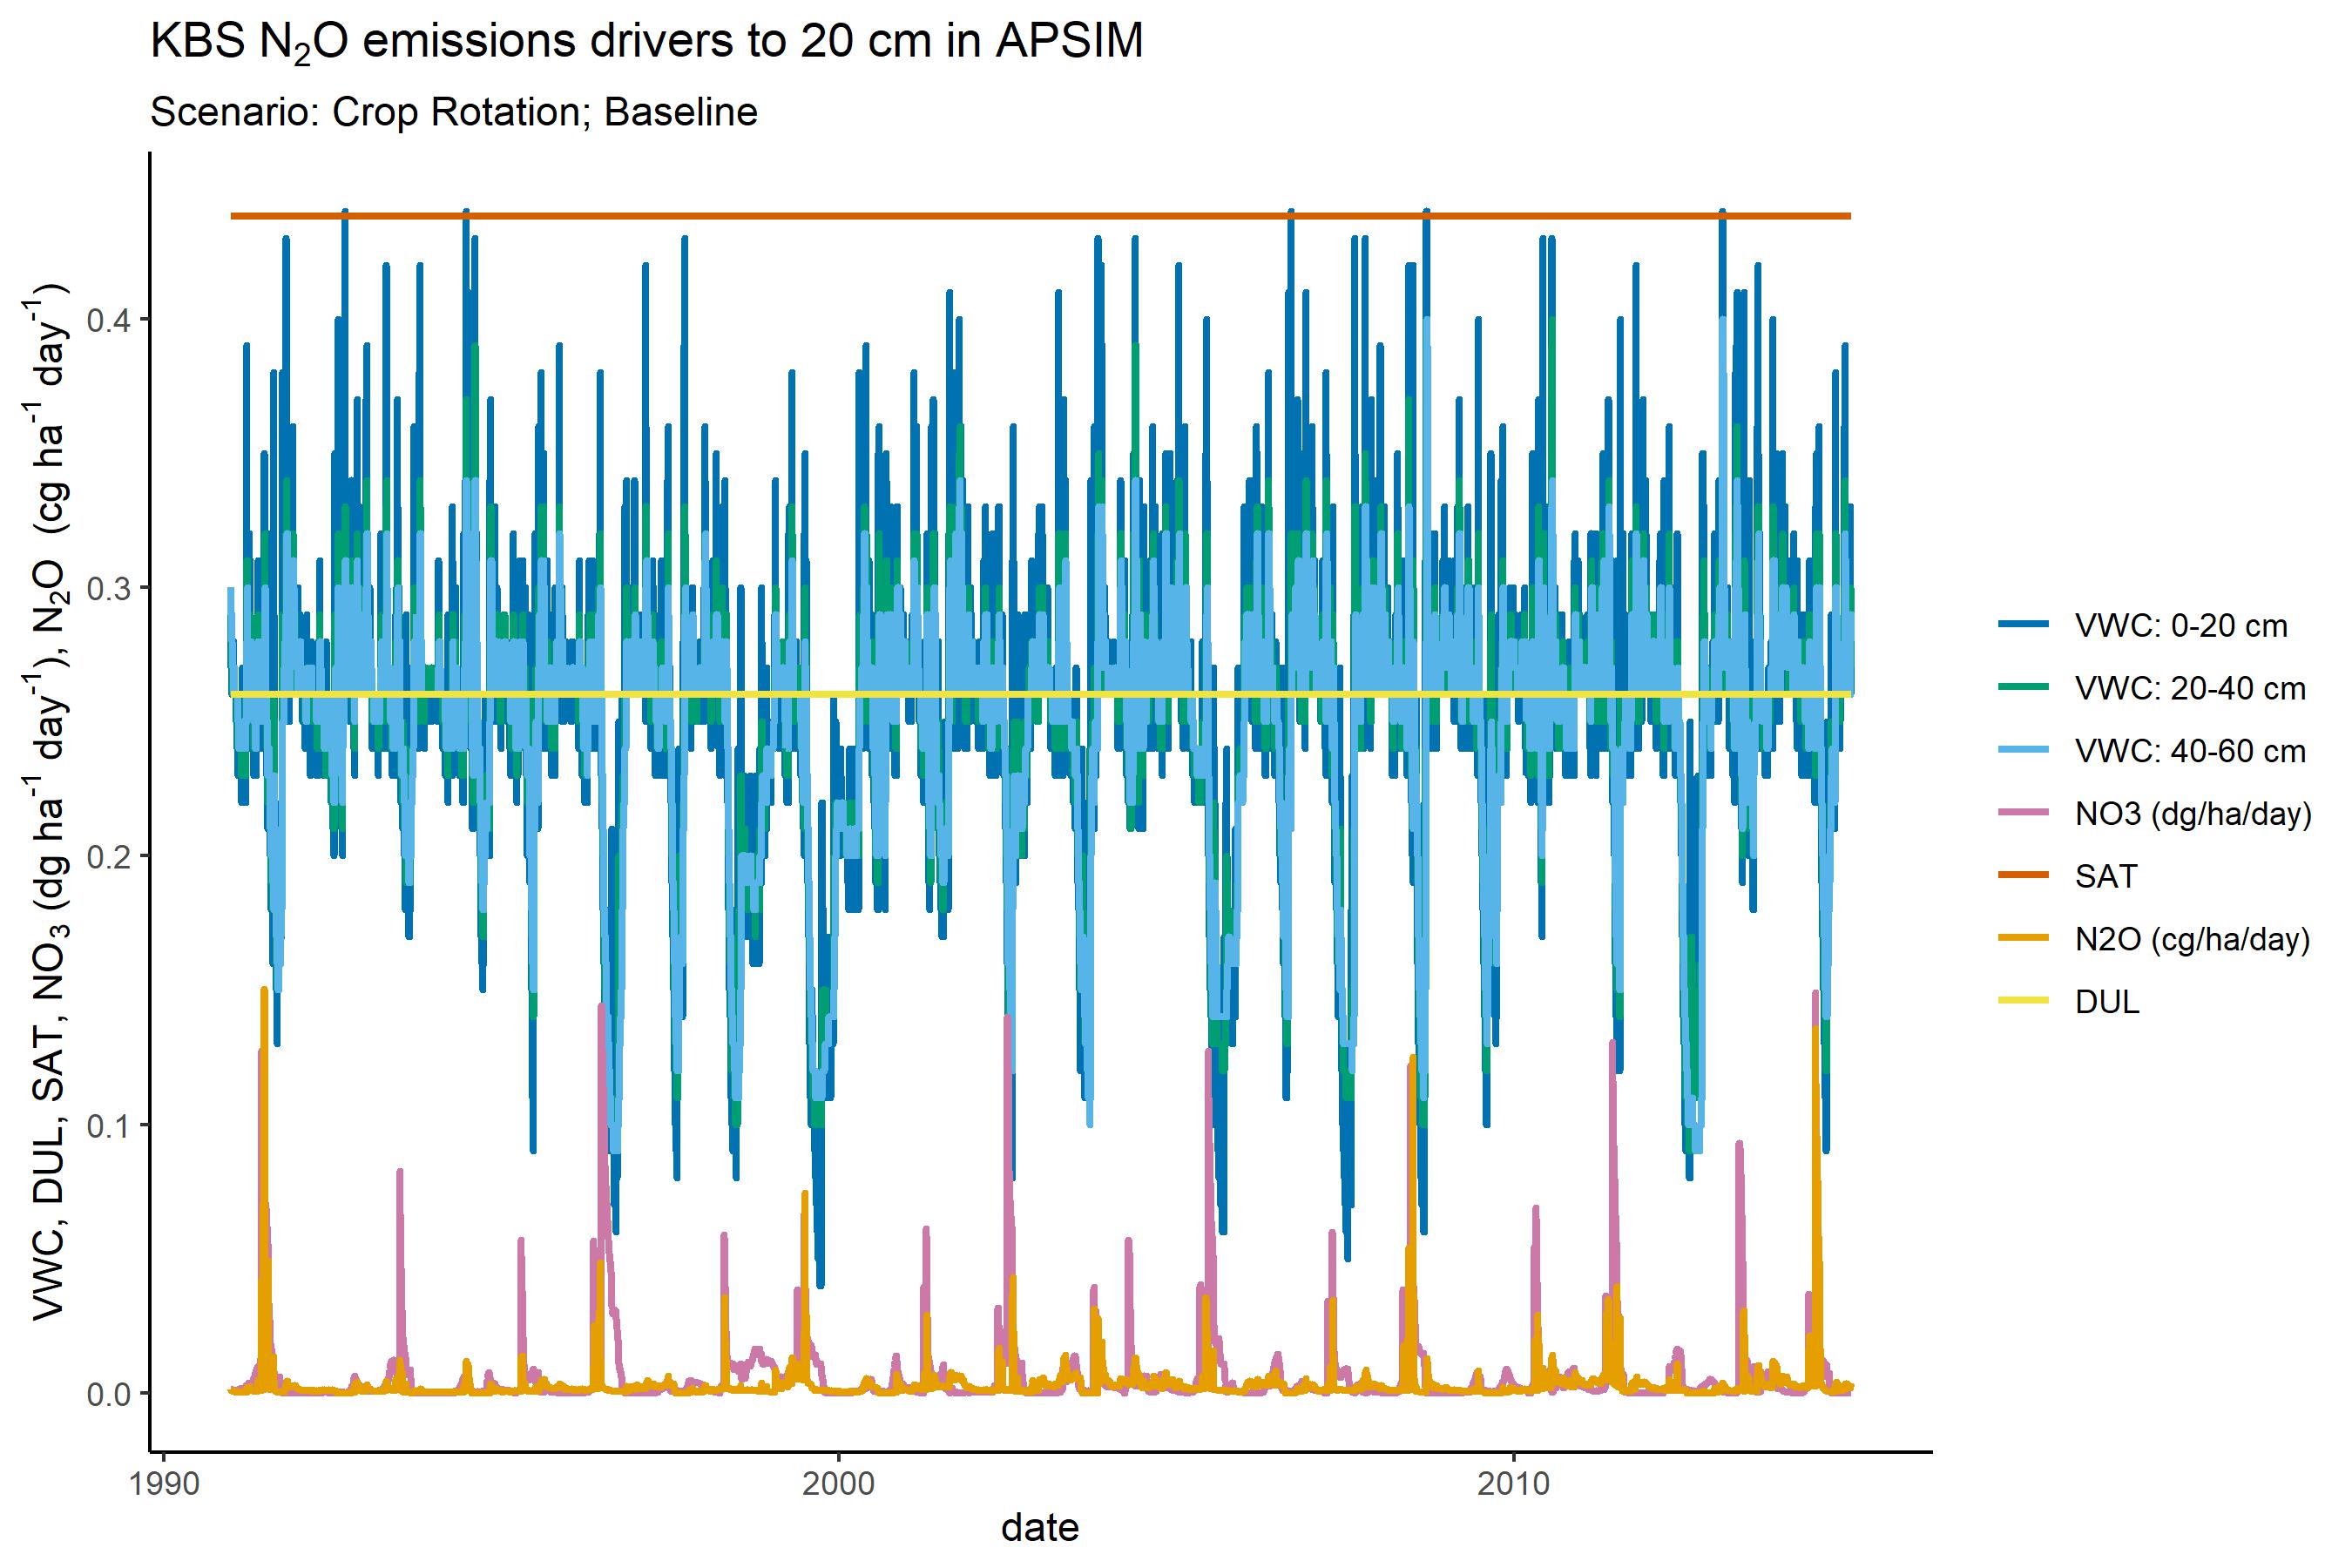 KBS N₂O emissions drivers to 20 cm in APSIM
Scenario: Crop Rotation; Baseline
VWC, DUL, SAT, NO₃ (dg ha⁻¹ day⁻¹), N₂O  (cg ha⁻¹ day⁻¹)
0.4
0.3
0.2
0.1
0.0
1990
2000
2010
date
VWC: 0-20 cm
VWC: 20-40 cm
VWC: 40-60 cm
NO3 (dg/ha/day)
SAT
N2O (cg/ha/day)
DUL